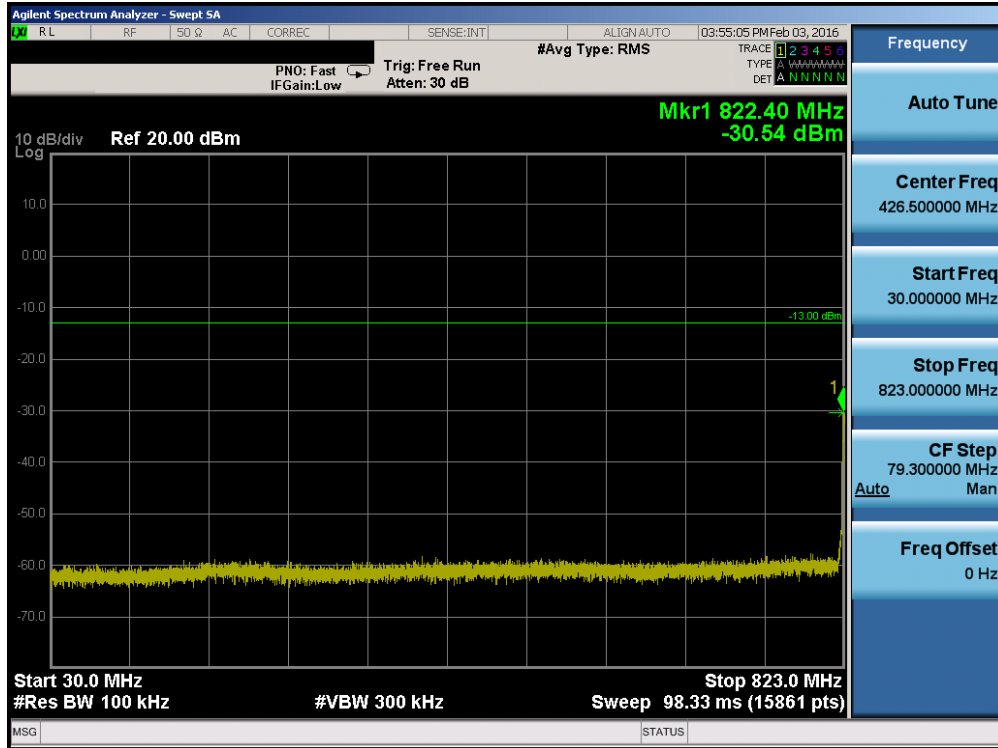 Agilent Spectrum Analyzer - Swept SA
LXI RL RF 50 Ω AC CORREC SENSE:INT ALIGN AUTO 03:55:05 PM Feb 03, 2016
#Avg Type: RMS
TRACE 1 2 3 4 5 6
PNO: Fast
Trig: Free Run
TYPE A WWWWW
IFGain:Low
Atten: 30 dB
DET A N N N N N
Mkr1 822.40 MHz
-30.54 dBm
10 dB/div Ref 20.00 dBm
Log
10.0
0.00
-10.0
-13.00 dBm
-20.0
1
-30.0
-40.0
-50.0
-60.0
-70.0
Start 30.0 MHz Stop 823.0 MHz
#Res BW 100 kHz #VBW 300 kHz Sweep 98.33 ms (15861 pts)
MSG STATUS
Frequency
Auto Tune
Center Freq
426.500000 MHz
Start Freq
30.000000 MHz
Stop Freq
823.000000 MHz
CF Step
79.300000 MHz
Auto Man
Freq Offset
0 Hz